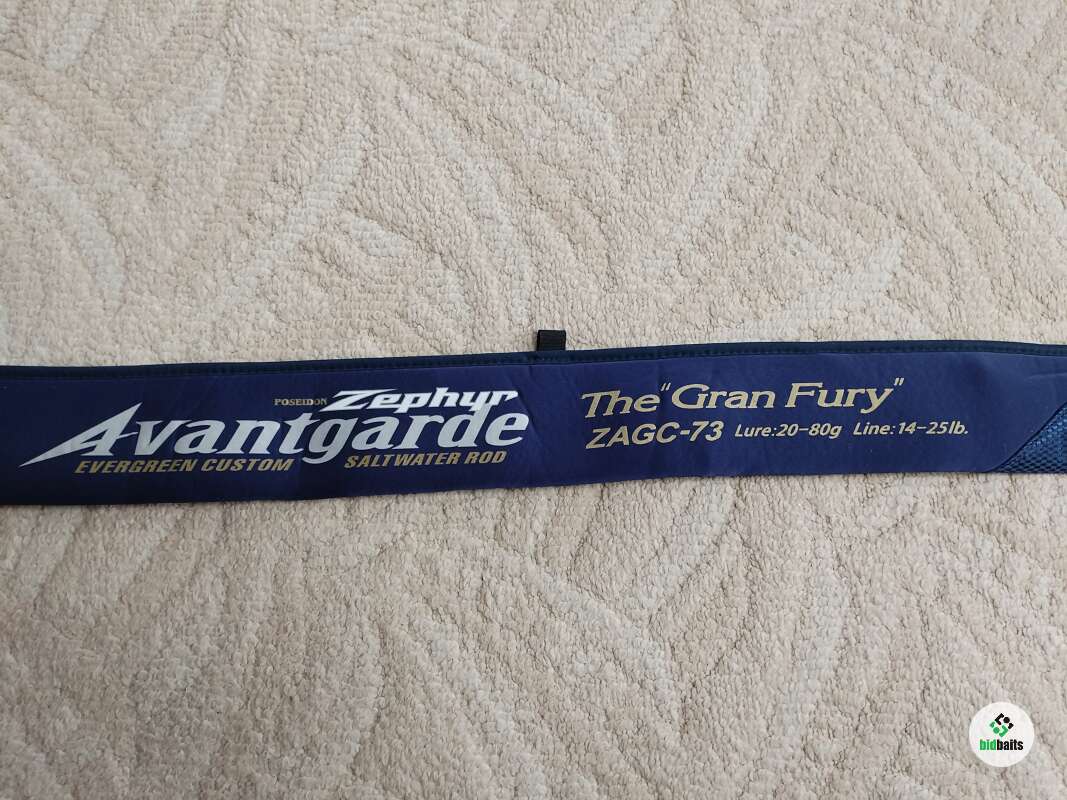 POSEIDON Zephyr
Avantgarde
EVERGREEN CUSTOM SALTWATER ROD
The "Gran Fury"
ZAGC-73 Lure:20-80g Line:14-25lb.
bidbaits